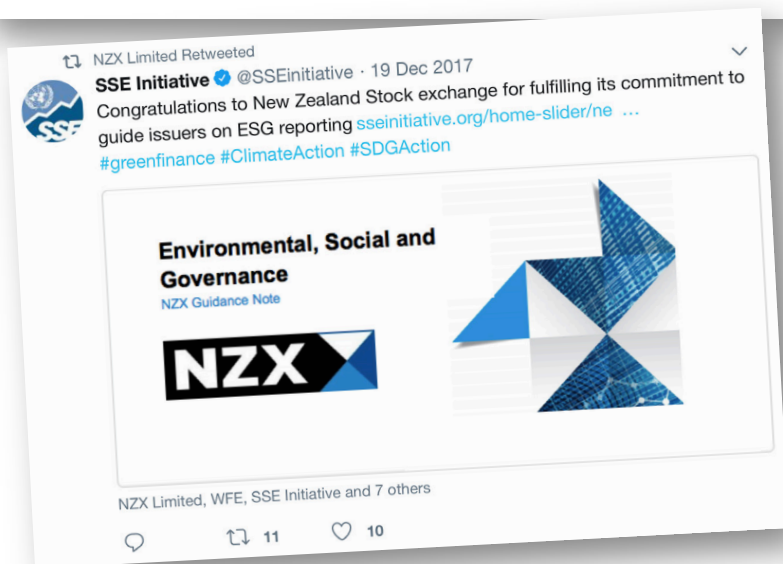 NZX Limited Retweeted
SSE Initiative @SSEinitiative · 19 Dec 2017
Congratulations to New Zealand Stock exchange for fulfilling its commitment to
guide issuers on ESG reporting sseinitiative.org/home-slider/ne …
#greenfinance #ClimateAction #SDGAction
SSE
Environmental, Social and
Governance
NZX Guidance Note
NZX
NZX Limited, WFE, SSE Initiative and 7 others
11 10